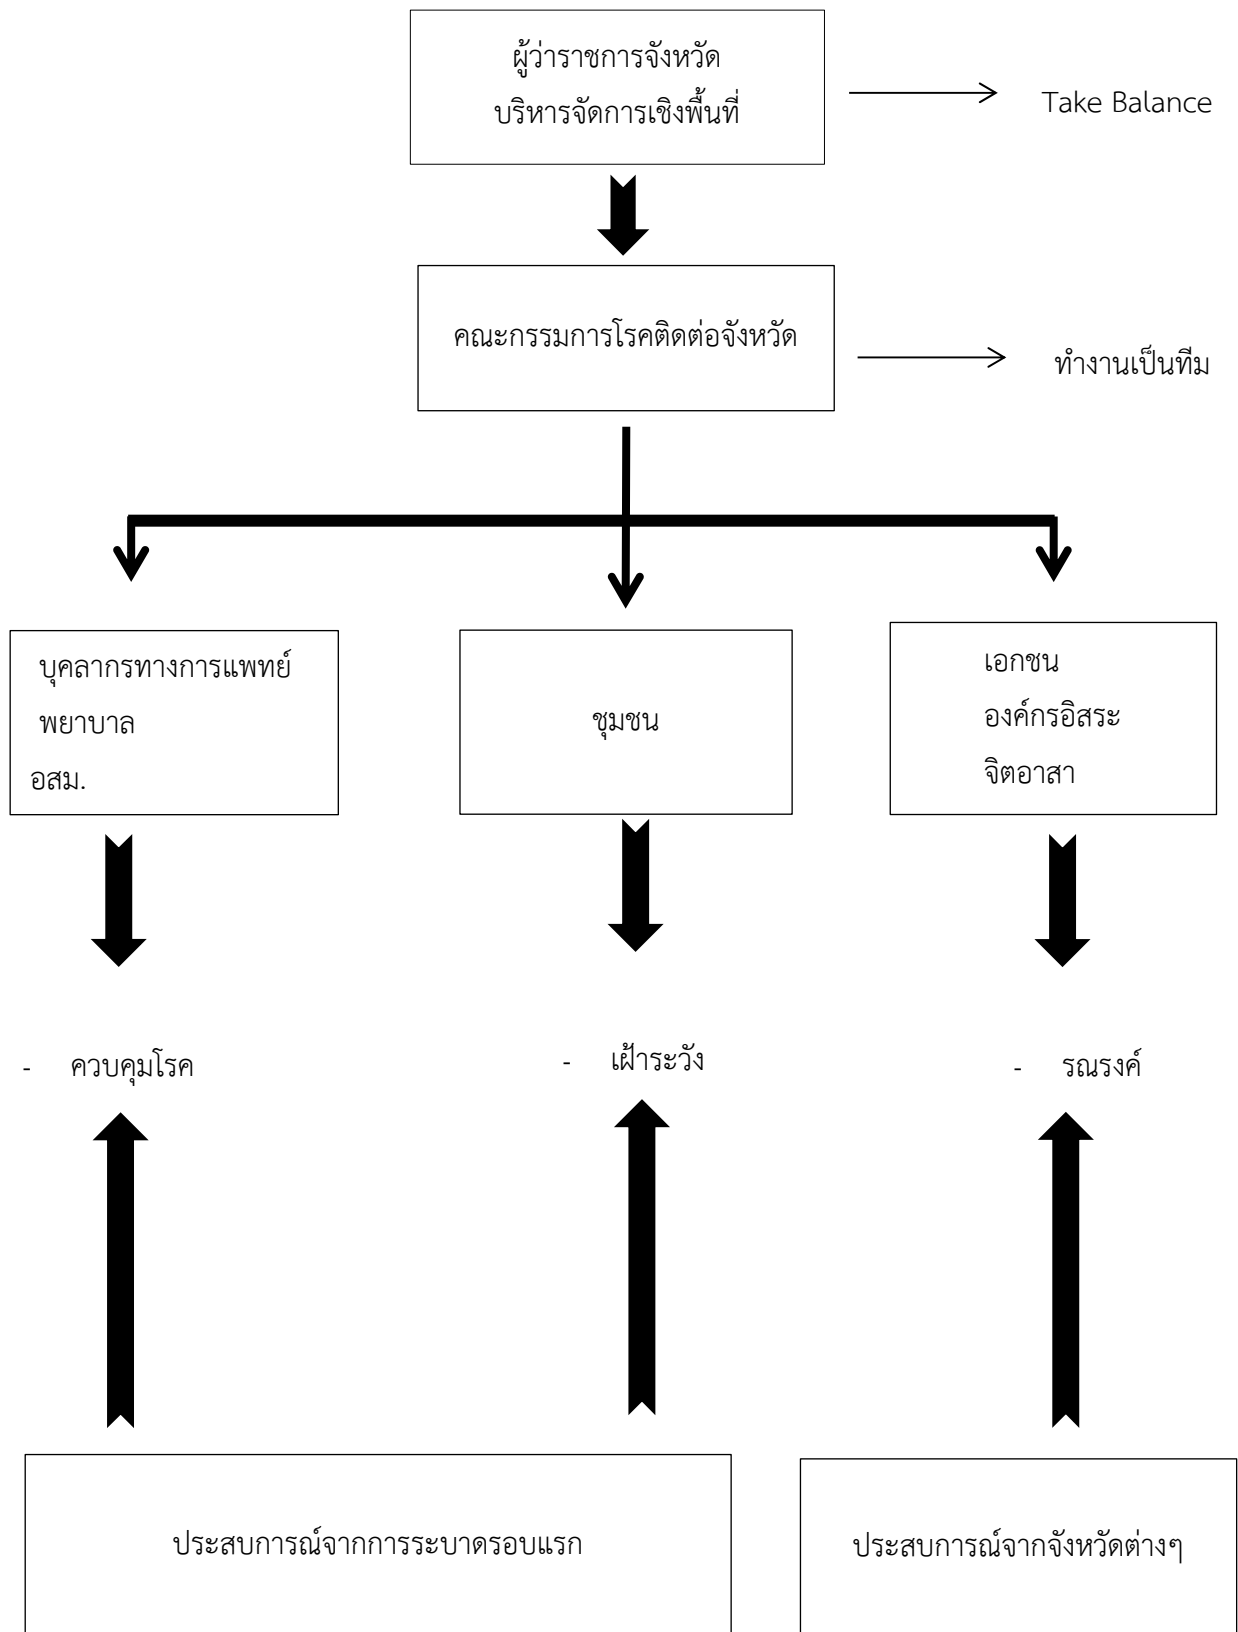 ผู้ว่าราชการจังหวัด
บริหารจัดการเชิงพื้นที่
Take Balance
คณะกรรมการโรคติดต่อจังหวัด
ทำงานเป็นทีม
บุคลากรทางการแพทย์
พยาบาล
อสม.
ชุมชน
เอกชน
องค์กรอิสระ
จิตอาสา
- ควบคุมโรค
- เฝ้าระวัง
- รณรงค์
ประสบการณ์จากการระบาดรอบแรก
ประสบการณ์จากจังหวัดต่างๆ